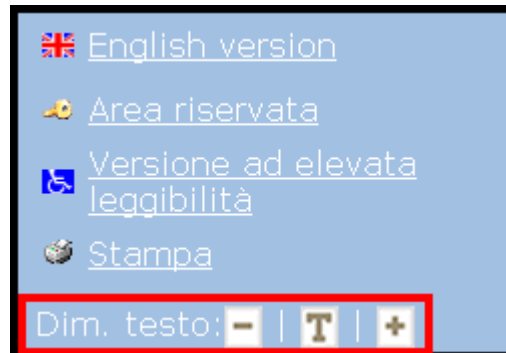 English version
Area riservata
Versione ad elevata
leggibilità
Stampa
Dim. testo: - | T | +